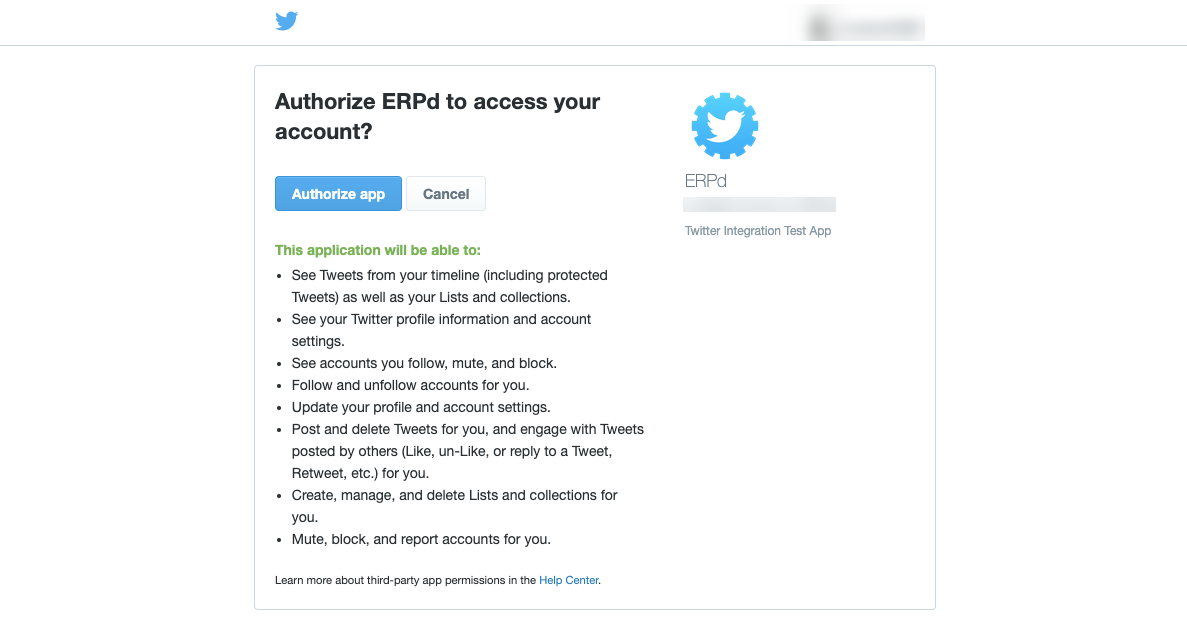 Authorize ERPd to access your
account?
Authorize app
Cancel
This application will be able to:
• See Tweets from your timeline (including protected
Tweets) as well as your Lists and collections.
• See your Twitter profile information and account
settings.
• See accounts you follow, mute, and block.
• Follow and unfollow accounts for you.
• Update your profile and account settings.
• Post and delete Tweets for you, and engage with Tweets
posted by others (Like, un-Like, or reply to a Tweet,
Retweet, etc.) for you.
• Create, manage, and delete Lists and collections for
you.
• Mute, block, and report accounts for you.
Learn more about third-party app permissions in the Help Center.
ERPd
Twitter Integration Test App